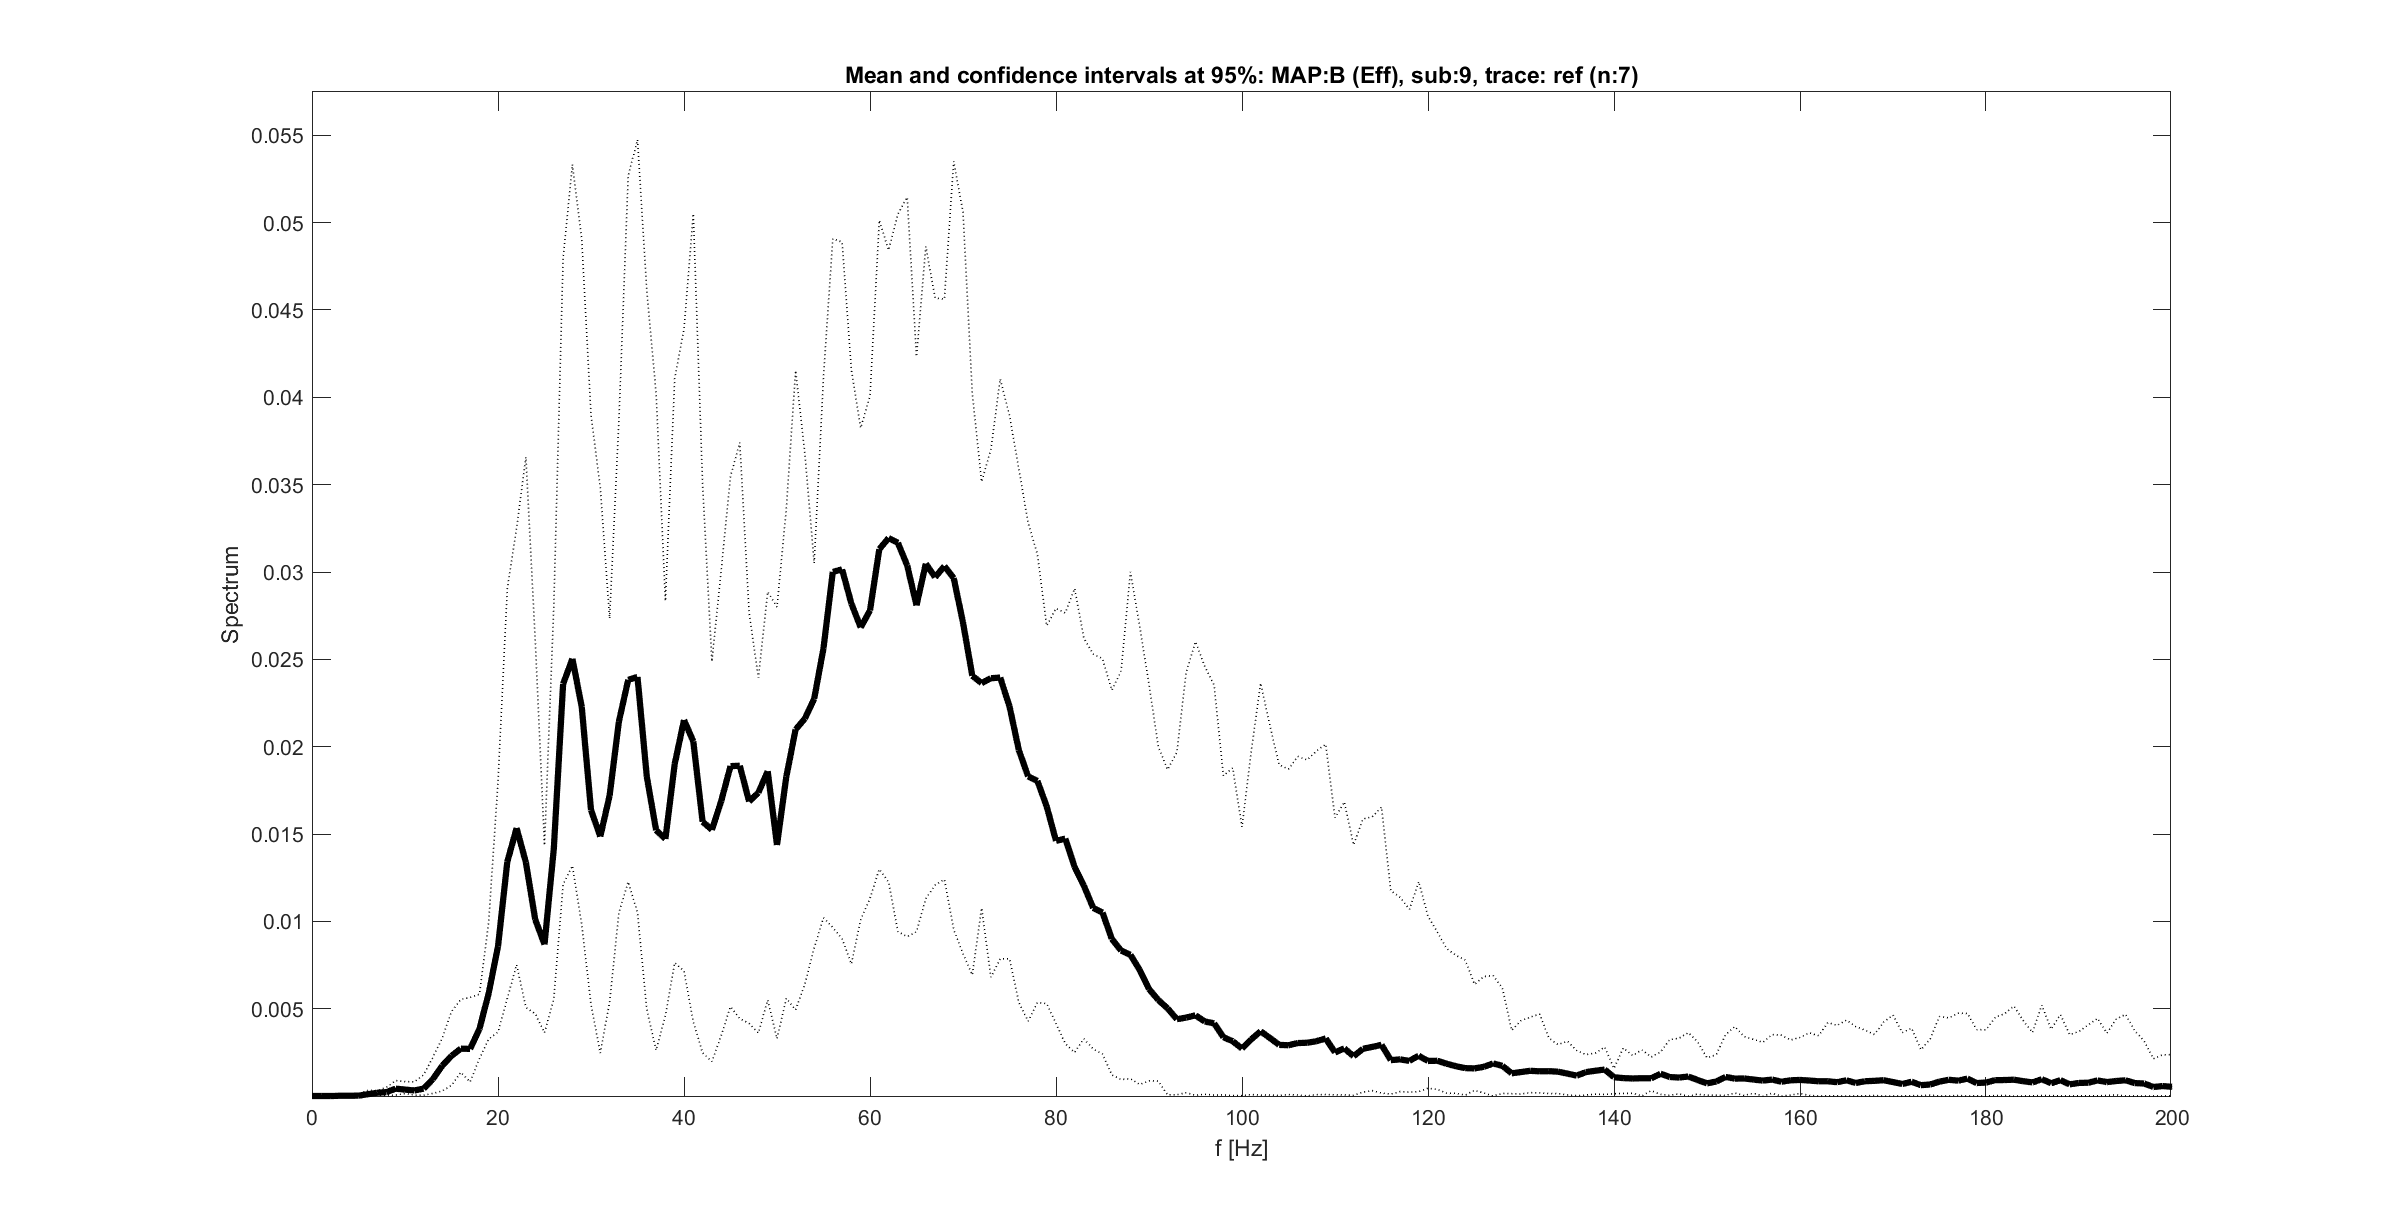 Mean and confidence intervals at 95%: MAP:B (Eff), sub:9, trace: ref (n:7)
0.055
0.05
0.045
0.04
0.035
0.03
0.025
0.02
0.015
0.01
0.005
Spectrum
0 20 40 60 80 100 120 140 160 180 200
f [Hz]